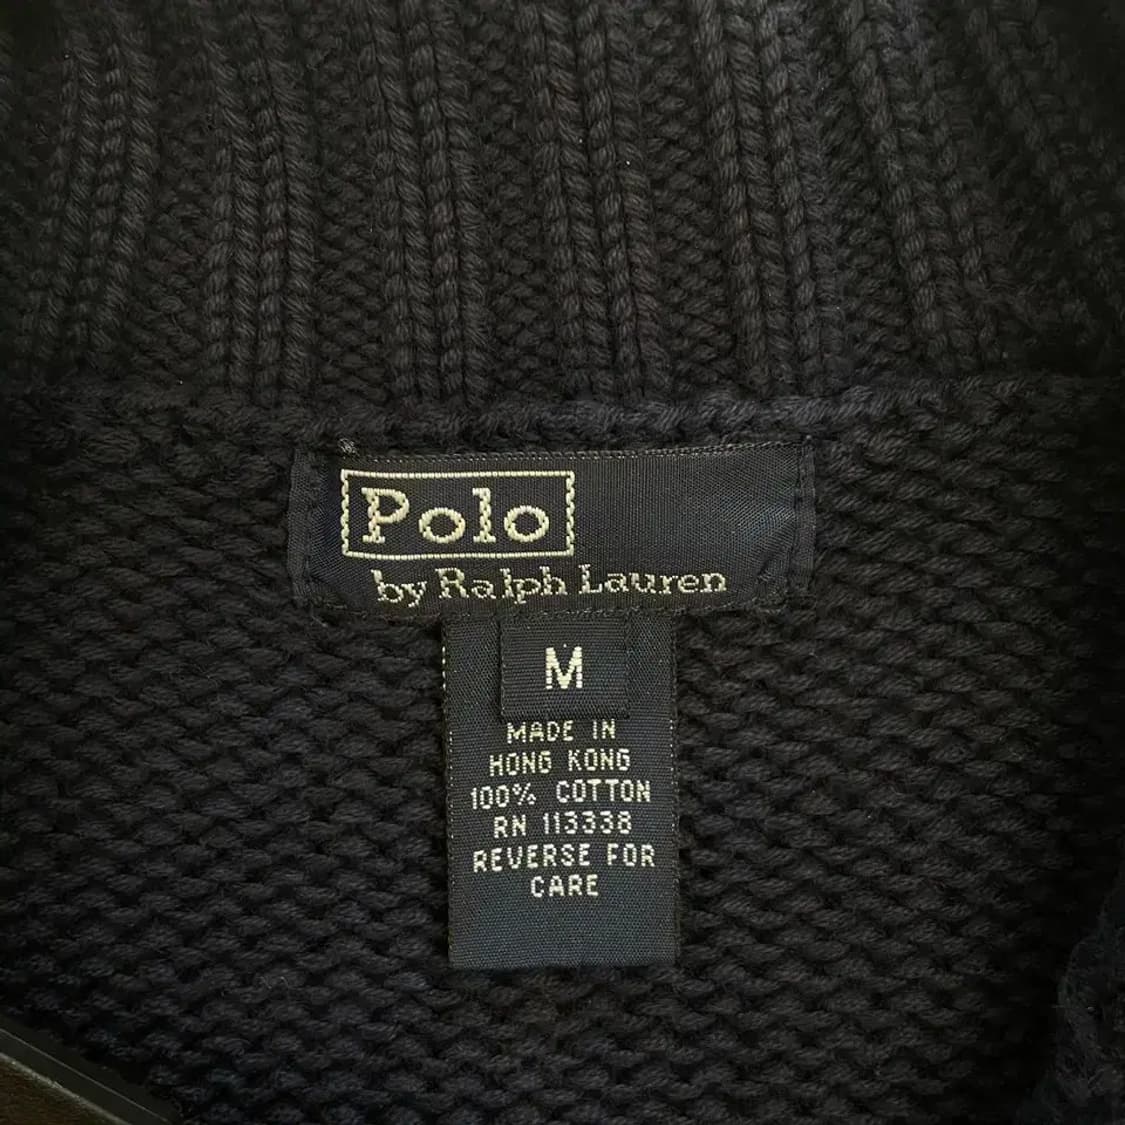 Polo
by Ralph Lauren
M
MADE IN
HONG KONG
100% COTTON
RN 113338
REVERSE FOR
CARE